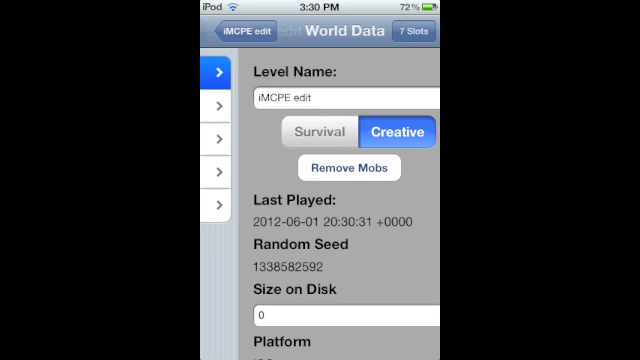 iPod 3:30 PM 72%
iMCPE edit World Data 7 Slots
Level Name:
iMCPE edit
Survival Creative
Remove Mobs
Last Played:
2012-06-01 20:30:31 +0000
Random Seed
1338582592
Size on Disk
0
Platform